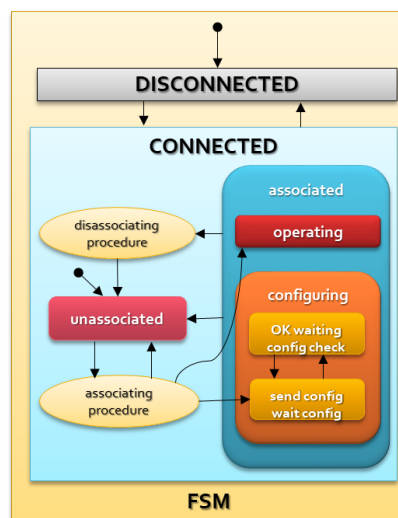 DISCONNECTED
CONNECTED
associated
disassociating
procedure
operating
configuring
unassociated
OK waiting
config check
associating
procedure
send config
wait config
FSM